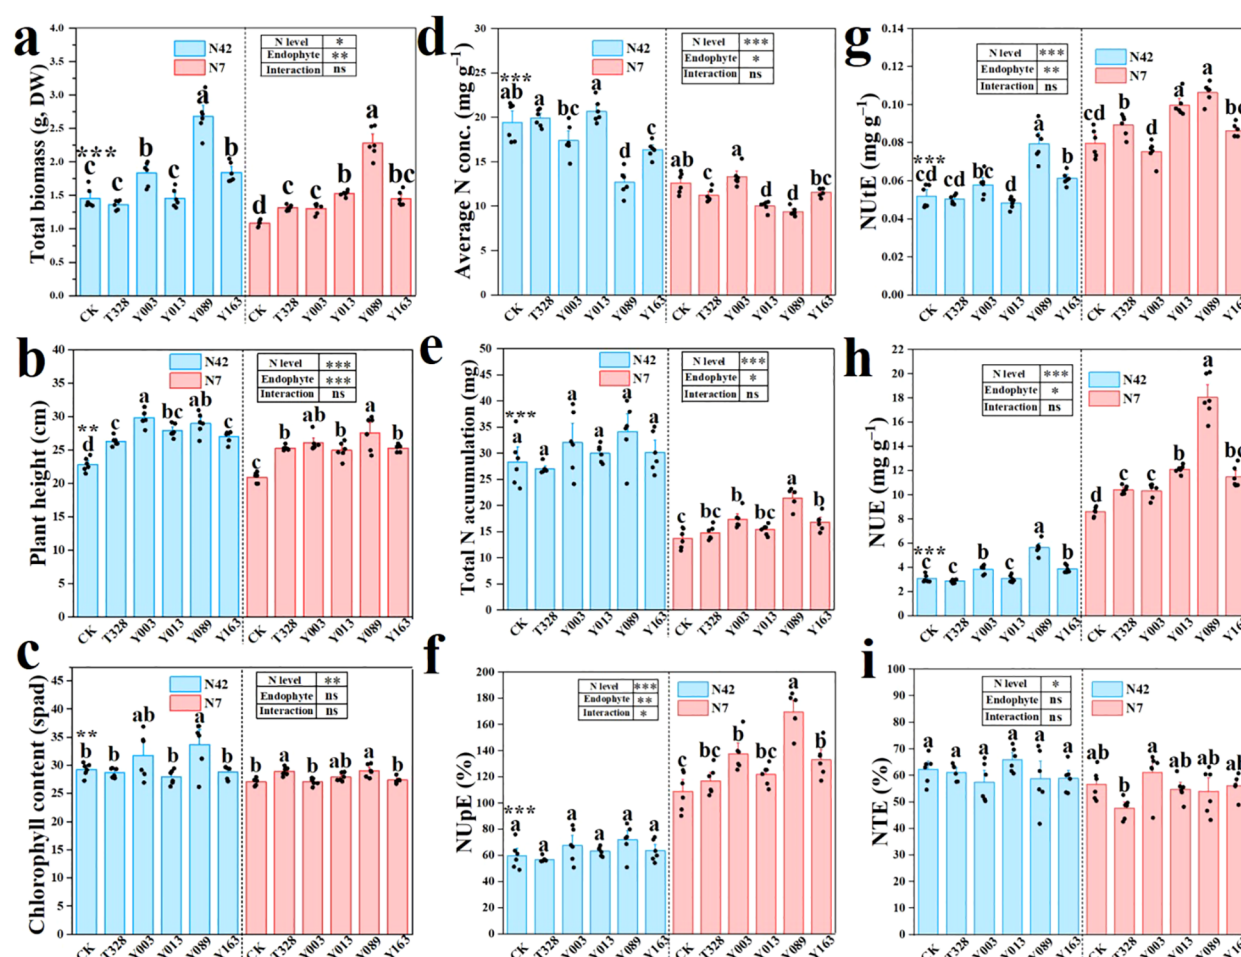 a
Total biomass (g, DW)
4.0
3.5
3.0
2.5
2.0
1.5
1.0
0.5
0.0
N42
N7
N level *
Endophyte **
Interaction ns
***
c c b c a b
d c c b a bc
CK T328 Y003 Y013 Y089 Y163 CK T328 Y003 Y013 Y089 Y163
d
Average N conc. (mg g⁻¹)
30
25
20
15
10
5
0
N42
N7
N level ***
Endophyte *
Interaction ns
***
ab a bc a d c
ab c a d d bc
CK T328 Y003 Y013 Y089 Y163 CK T328 Y003 Y013 Y089 Y163
g
NUtE (mg g⁻¹)
0.14
0.12
0.10
0.08
0.06
0.04
0.02
0.00
N level ***
Endophyte **
Interaction ns
N42
N7
***
cd cd bc d a b
cd b d a a bc
CK T328 Y003 Y013 Y089 Y163 CK T328 Y003 Y013 Y089 Y16
b
Plant height (cm)
40
35
30
25
20
15
10
5
0
N42
N7
N level ***
Endophyte ***
Interaction ns
**
d c a bc ab c
c b ab b a b
CK T328 Y003 Y013 Y089 Y163 CK T328 Y003 Y013 Y089 Y163
e
Total N acuumulation (mg)
50
45
40
35
30
25
20
15
10
5
0
N42
N7
N level ***
Endophyte *
Interaction ns
***
a a a a a a
c bc b bc a b
CK T328 Y003 Y013 Y089 Y163 CK T328 Y003 Y013 Y089 Y163
h
NUE (mg g⁻¹)
22
20
18
16
14
12
10
8
6
4
2
0
N level ***
Endophyte *
Interaction ns
N42
N7
***
c c b c a b
d c c b a bc
CK T328 Y003 Y013 Y089 Y163 CK T328 Y003 Y013 Y089 Y163
c
Chlorophyll content (spad)
45
40
35
30
25
20
15
10
5
0
N42
N7
N level **
Endophyte ns
Interaction ns
**
b b ab b a b
b a b ab a b
CK T328 Y003 Y013 Y089 Y163 CK T328 Y003 Y013 Y089 Y163
f
NUpE (%)
200
180
160
140
120
100
80
60
40
20
0
N level ***
Endophyte **
Interaction *
N42
N7
***
a a a a a a
c bc b bc a b
CK T328 Y003 Y013 Y089 Y163 CK T328 Y003 Y013 Y089 Y163
i
NTE (%)
100
90
80
70
60
50
40
30
20
10
0
N level *
Endophyte ns
Interaction ns
N42
N7
a a a a a a
ab b a ab ab ab
CK T328 Y003 Y013 Y089 Y163 CK T328 Y003 Y013 Y089 Y163